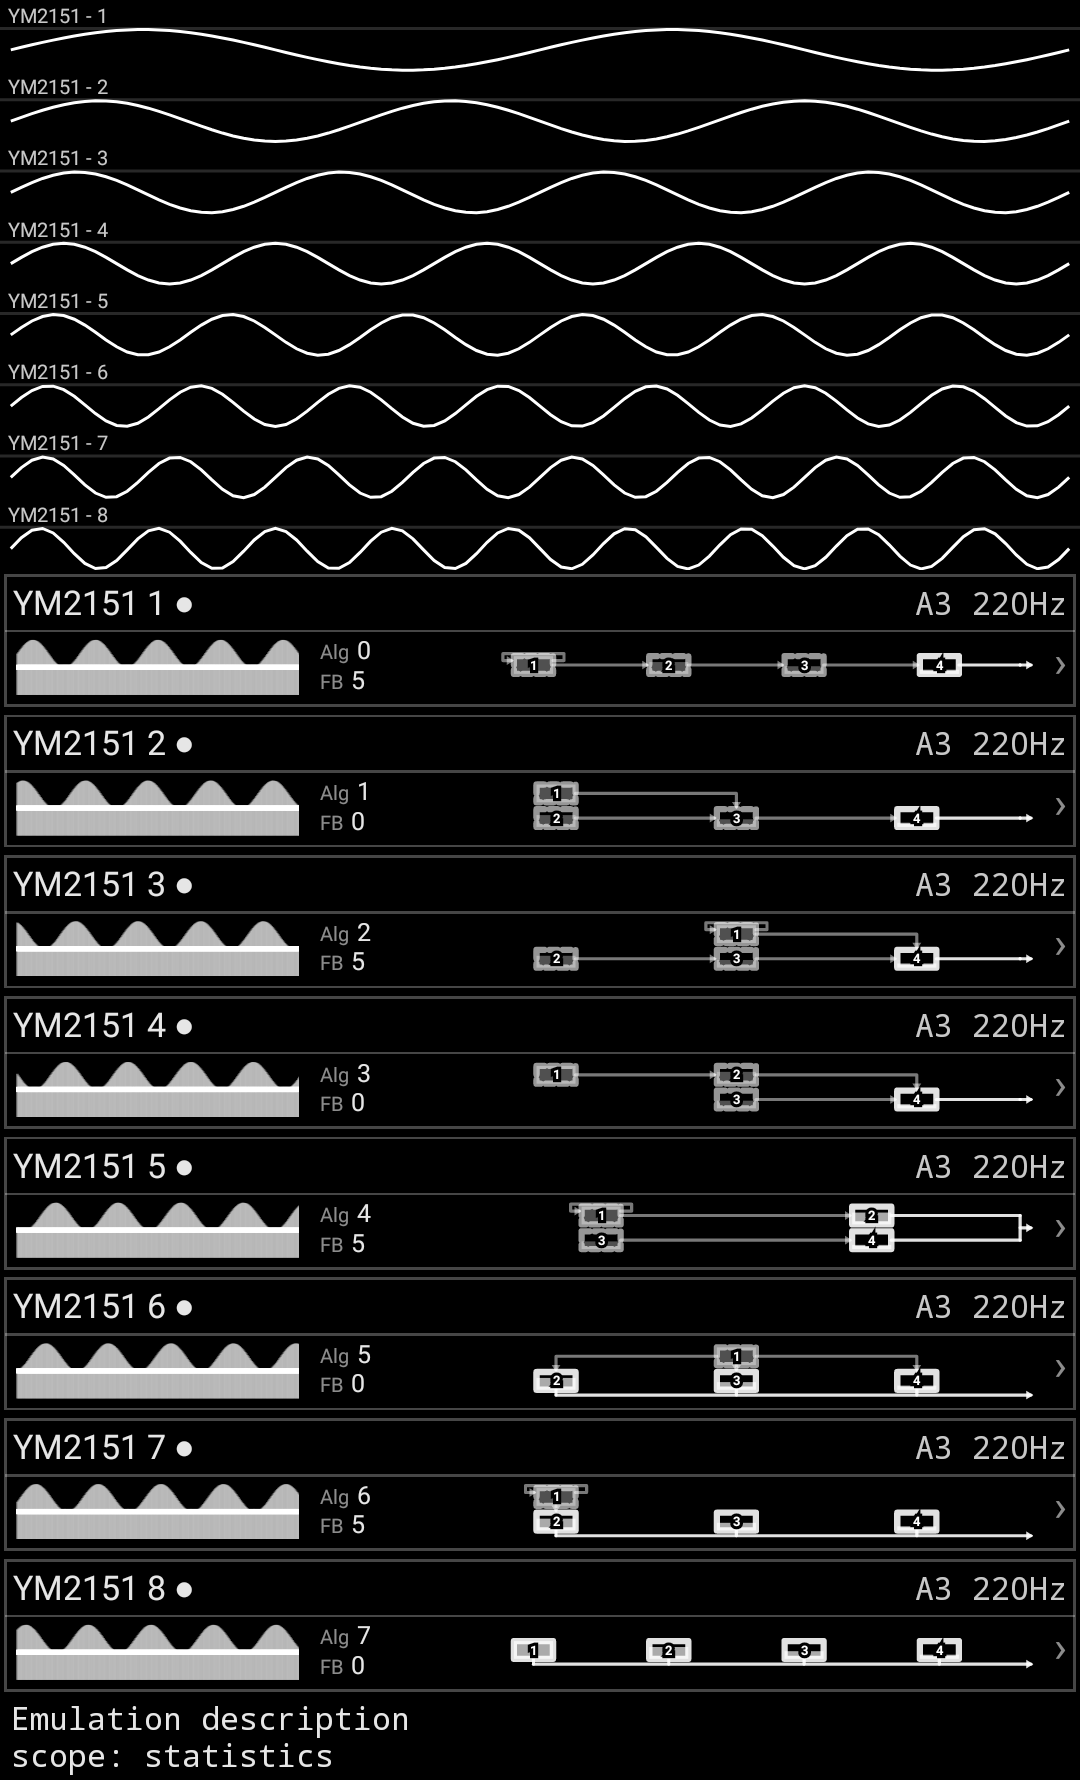 YM2151 - 1
YM2151 - 2
YM2151 - 3
YM2151 - 4
YM2151 - 5
YM2151 - 6
YM2151 - 7
YM2151 - 8
YM2151 1 ● A3 220Hz
Alg 0 1 2 3 4 ❯
FB 5
YM2151 2 ● A3 220Hz
Alg 1 1
FB 0 2 3 4 ❯
YM2151 3 ● A3 220Hz
Alg 2 1
FB 5 2 3 4 ❯
YM2151 4 ● A3 220Hz
Alg 3 1 2
FB 0 3 4 ❯
YM2151 5 ● A3 220Hz
Alg 4 1 2
FB 5 3 4 ❯
YM2151 6 ● A3 220Hz
Alg 5 1
FB 0 2 3 4 ❯
YM2151 7 ● A3 220Hz
Alg 6 1
FB 5 2 3 4 ❯
YM2151 8 ● A3 220Hz
Alg 7 1 2 3 4 ❯
FB 0
Emulation description
scope: statistics